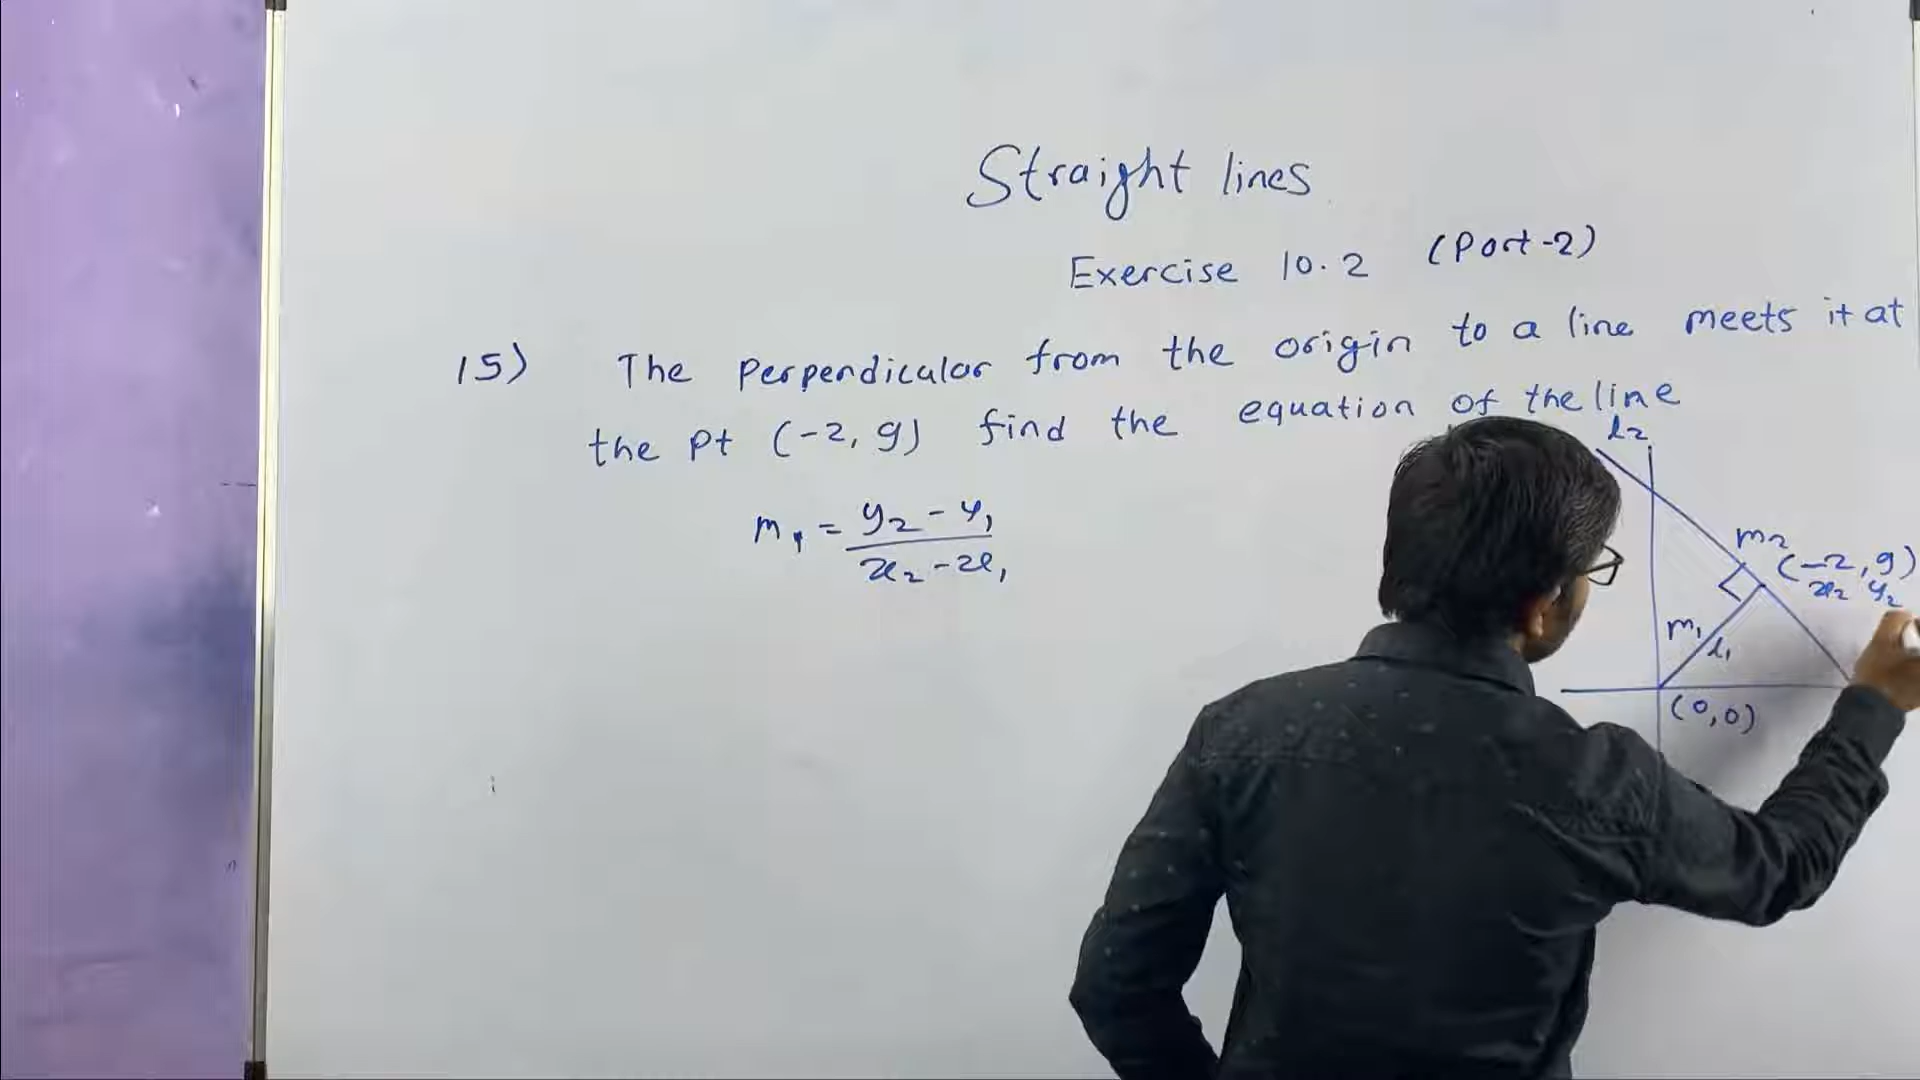 Straight lines
Exercise 10.2 (Part-2)
15) The Perpendicular from the origin to a line meets it at
the Pt (-2, 9) find the equation of the line
m₁ = y₂ - y₁ / x₂ - x₁
l₂
m₂
(-2, 9)
x₂ y₂
m₁
l₁
(0,0)